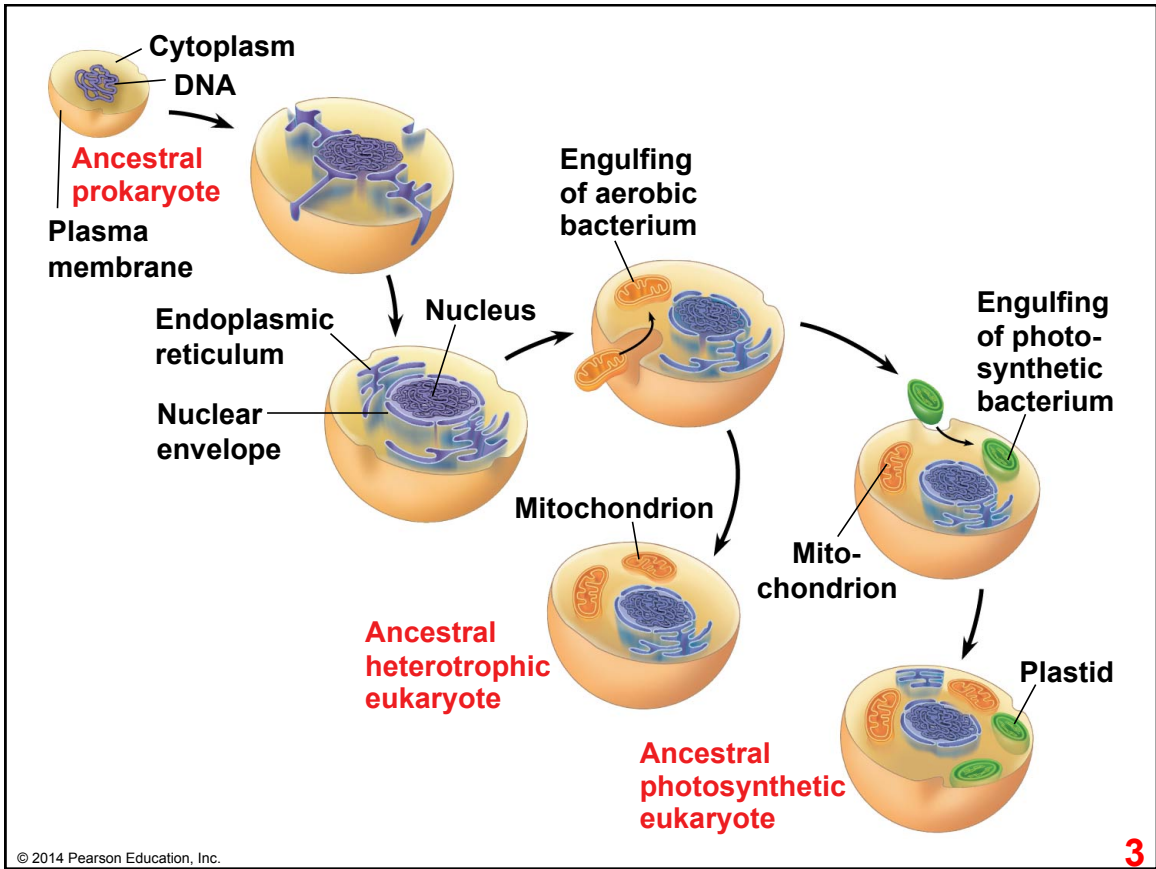 Cytoplasm
DNA
Ancestral
prokaryote
Plasma
membrane
Endoplasmic
reticulum
Nucleus
Nuclear
envelope
Engulfing
of aerobic
bacterium
Engulfing
of photo-
synthetic
bacterium
Mitochondrion
Mito-
chondrion
Ancestral
heterotrophic
eukaryote
Plastid
Ancestral
photosynthetic
eukaryote
© 2014 Pearson Education, Inc.
3